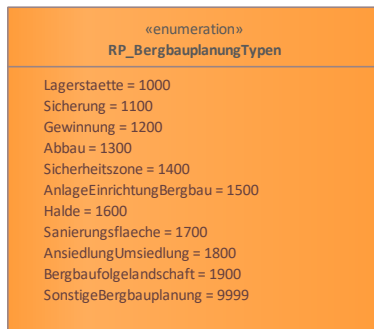 «enumeration»
RP_BergbauplanungTypen
Lagerstaette = 1000
Sicherung = 1100
Gewinnung = 1200
Abbau = 1300
Sicherheitszone = 1400
AnlageEinrichtungBergbau = 1500
Halde = 1600
Sanierungsflaeche = 1700
AnsiedlungUmsiedlung = 1800
Bergbaufolgelandschaft = 1900
SonstigeBergbauplanung = 9999